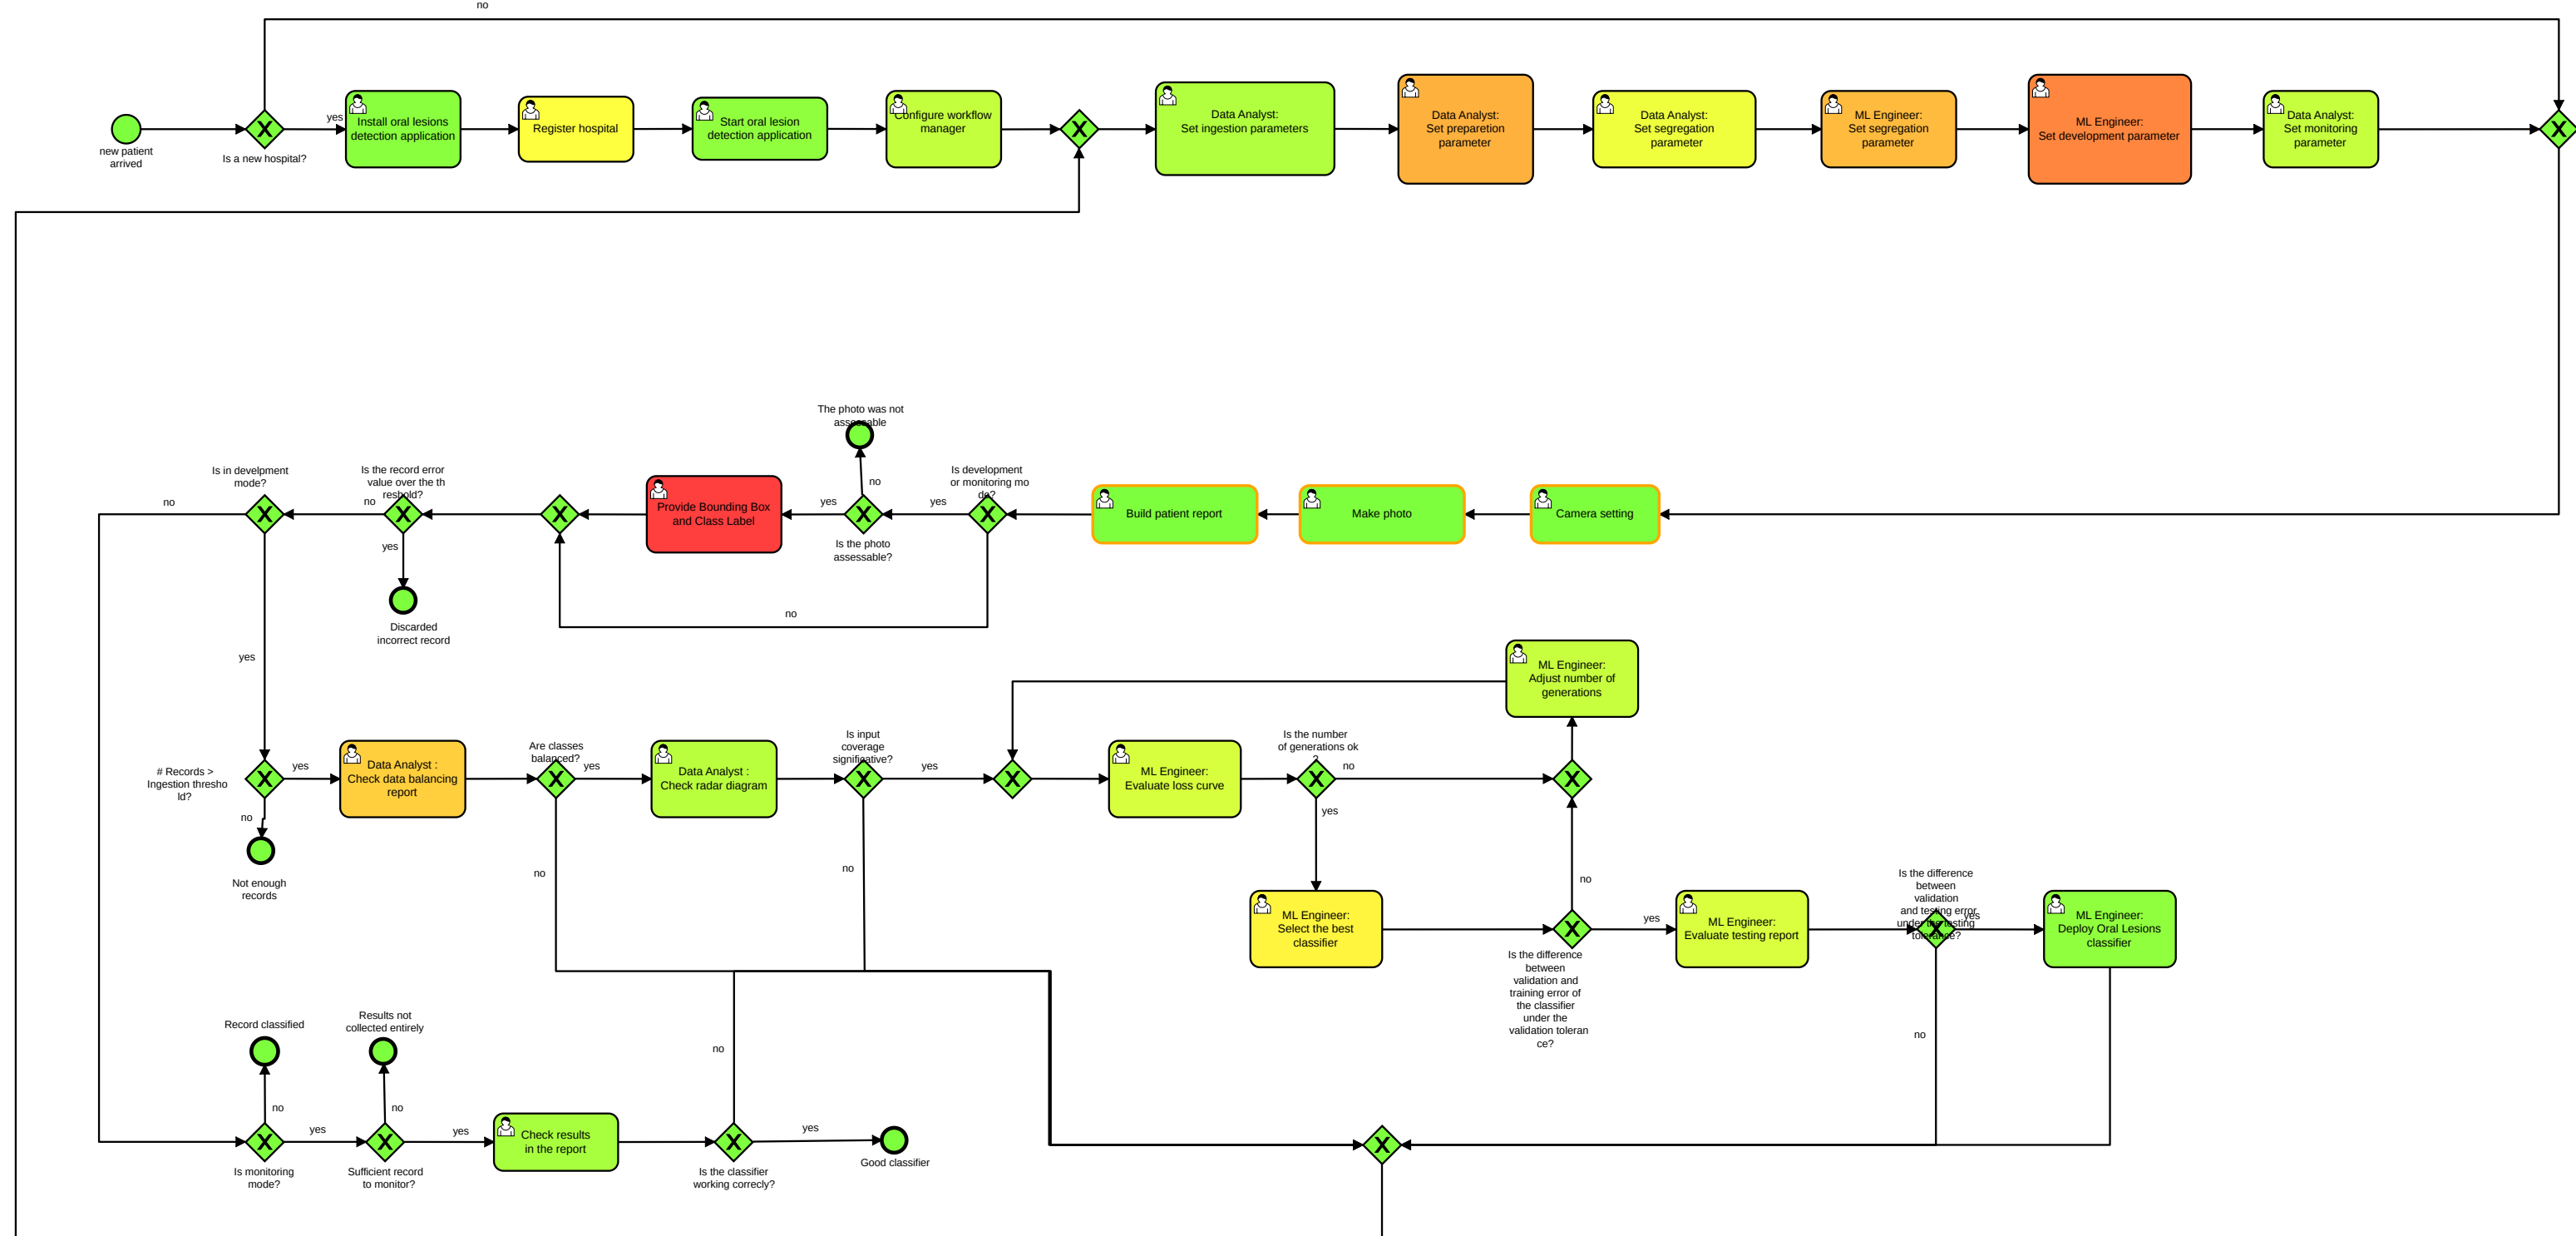 no
new patient
arrived
Is a new hospital?
yes
Install oral lesions
detection application
Register hospital
Start oral lesion
detection application
Configure workflow
manager
Data Analyst:
Set ingestion parameters
Data Analyst:
Set preparetion
parameter
Data Analyst:
Set segregation
parameter
ML Engineer:
Set segregation
parameter
ML Engineer:
Set development parameter
Data Analyst:
Set monitoring
parameter
Camera setting
Make photo
Build patient report
Is development
or monitoring mo
de?
yes
no
The photo was not
assessable
no
Is the photo
assessable?
yes
Provide Bounding Box
and Class Label
Is the record error
value over the th
reshold?
no
yes
Discarded
incorrect record
Is in develpment
mode?
no
yes
# Records >
Ingestion thresho
ld?
yes
no
Not enough
records
Data Analyst :
Check data balancing
report
Are classes
balanced?
yes
no
Data Analyst :
Check radar diagram
Is input
coverage
significative?
yes
no
ML Engineer:
Evaluate loss curve
Is the number
of generations ok
?
no
yes
ML Engineer:
Adjust number of
generations
ML Engineer:
Select the best
classifier
no
yes
Is the difference
between
validation and
training error of
the classifier
under the
validation toleran
ce?
ML Engineer:
Evaluate testing report
Is the difference
between
validation
and testing error
under the testing
tolerance?
yes
no
ML Engineer:
Deploy Oral Lesions
classifier
Record classified
no
Is monitoring
mode?
yes
Results not
collected entirely
no
Sufficient record
to monitor?
yes
Check results
in the report
no
Is the classifier
working correcly?
yes
Good classifier